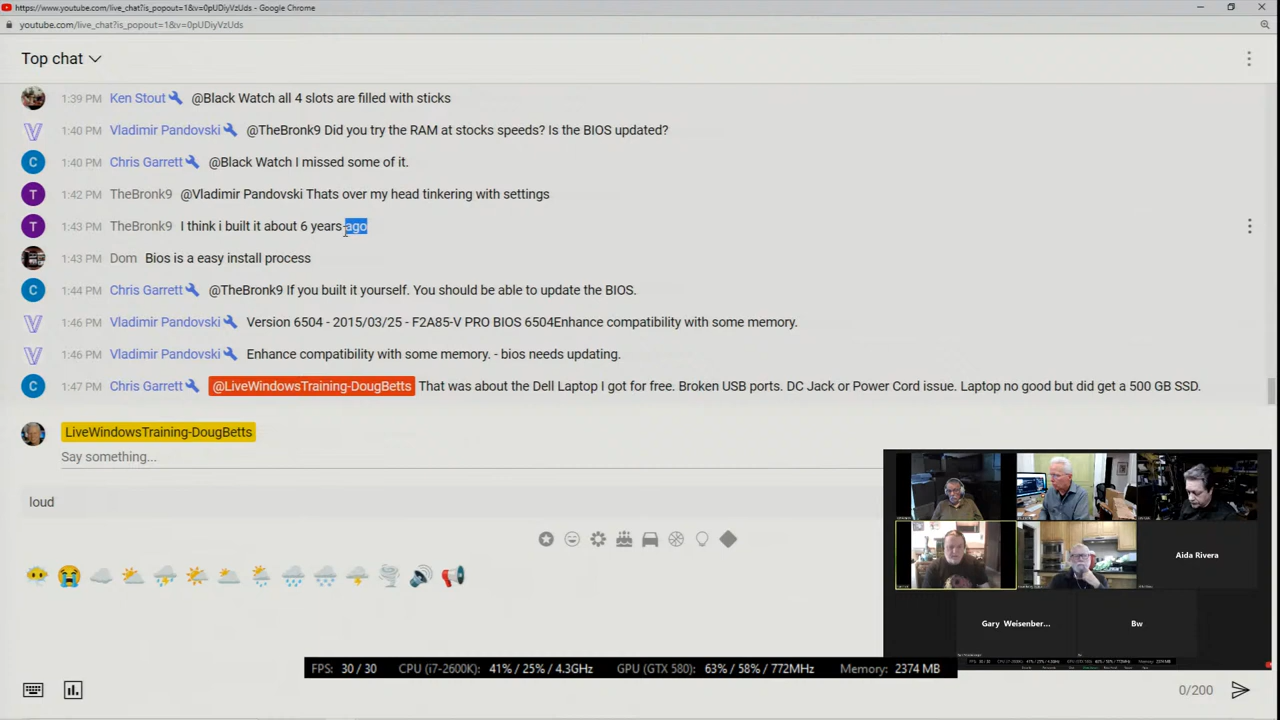 https://www.youtube.com/live_chat?is_popout=1&v=0pUDiyVzUds - Google Chrome
youtube.com/live_chat?is_popout=1&v=0pUDiyVzUds
Top chat
1:39 PM Ken Stout @Black Watch all 4 slots are filled with sticks
1:40 PM Vladimir Pandovski @TheBronk9 Did you try the RAM at stocks speeds? Is the BIOS updated?
C 1:40 PM Chris Garrett @Black Watch I missed some of it.
T 1:42 PM TheBronk9 @Vladimir Pandovski Thats over my head tinkering with settings
T 1:43 PM TheBronk9 I think i built it about 6 years ago
1:43 PM Dom Bios is a easy install process
C 1:44 PM Chris Garrett @TheBronk9 If you built it yourself. You should be able to update the BIOS.
1:46 PM Vladimir Pandovski Version 6504 - 2015/03/25 - F2A85-V PRO BIOS 6504Enhance compatibility with some memory.
1:46 PM Vladimir Pandovski Enhance compatibility with some memory. - bios needs updating.
C 1:47 PM Chris Garrett @LiveWindowsTraining-DougBetts That was about the Dell Laptop I got for free. Broken USB ports. DC Jack or Power Cord issue. Laptop no good but did get a 500 GB SSD.
LiveWindowsTraining-DougBetts
Say something...
loud
Aida Rivera
Gary Weisenber...
Bw
FPS: 30 / 30 CPU (i7-2600K): 41% / 25% / 4.3GHz GPU (GTX 580): 63% / 58% / 772MHz Memory: 2374 MB
0/200